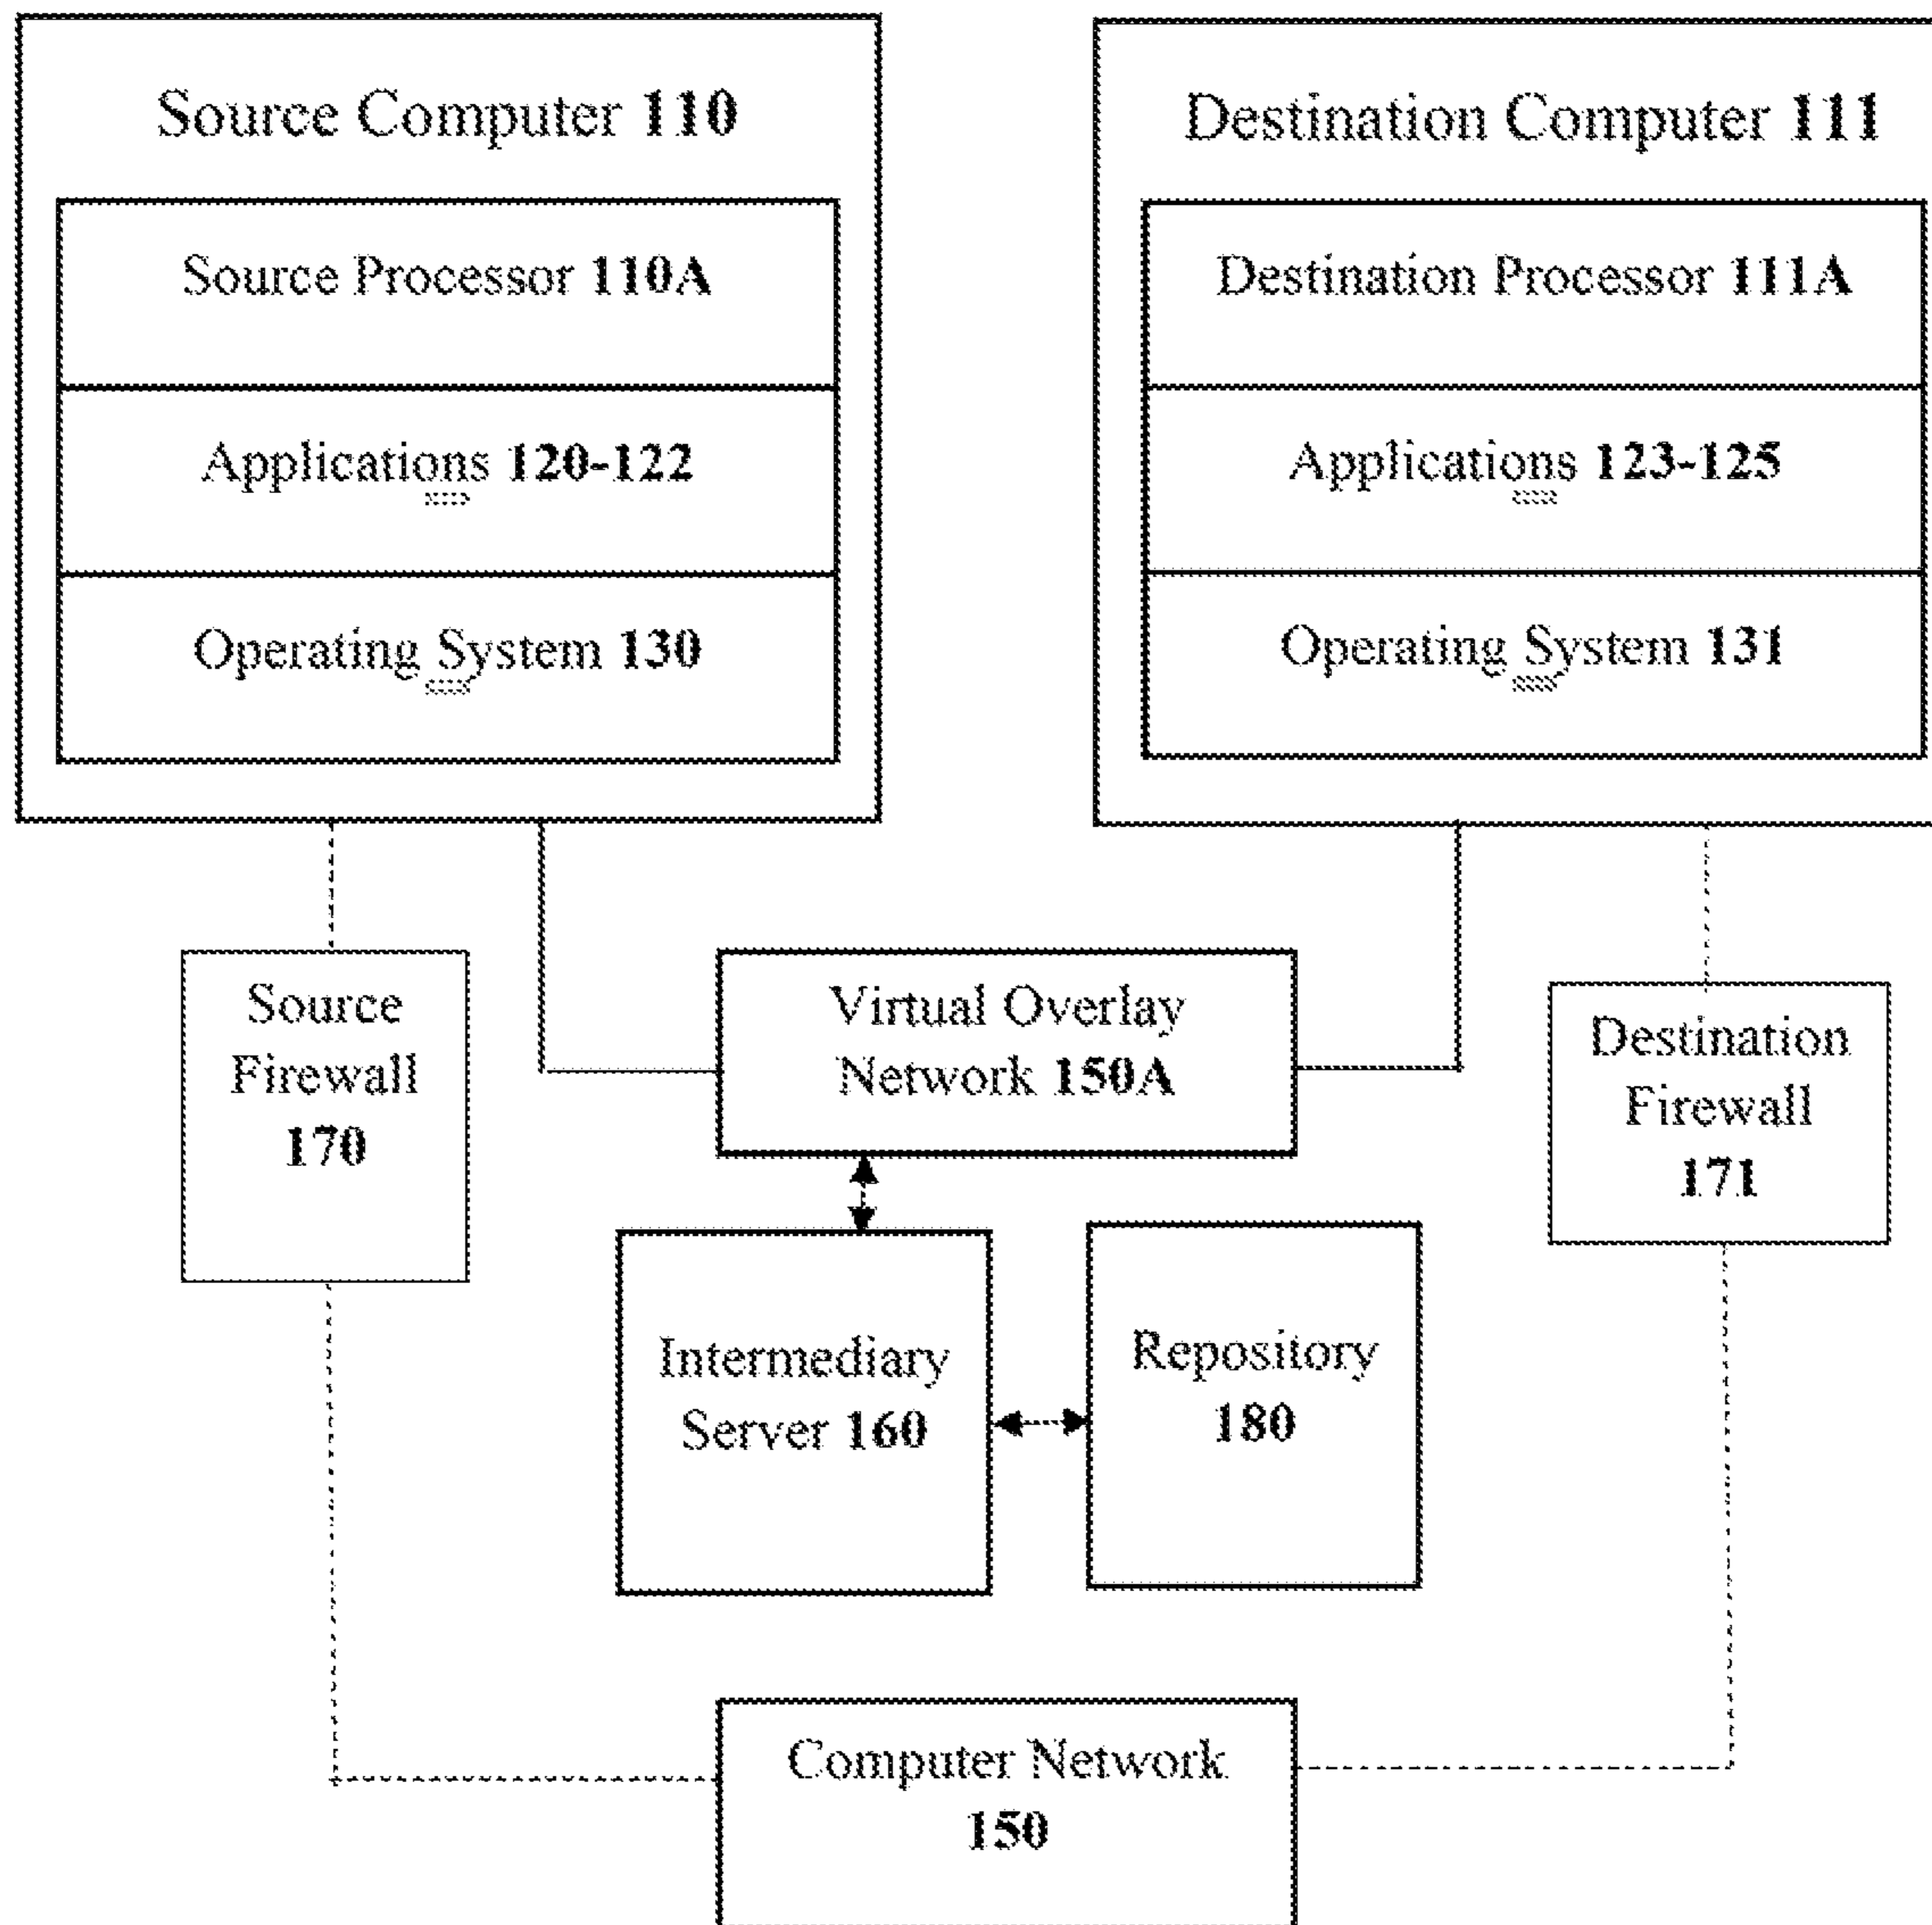 Source Computer 110
Source Processor 110A
Applications 120-122
Operating System 130
Destination Computer 111
Destination Processor 111A
Applications 123-125
Operating System 131
Source
Firewall
170
Virtual Overlay
Network 150A
Destination
Firewall
171
Intermediary
Server 160
Repository
180
Computer Network
150